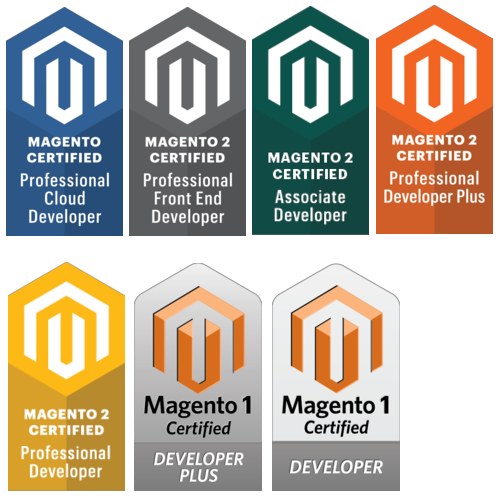 MAGENTO
CERTIFIED
Professional
Cloud
Developer
MAGENTO 2
CERTIFIED
Professional
Front End
Developer
MAGENTO 2
CERTIFIED
Associate
Developer
MAGENTO 2
CERTIFIED
Professional
Developer Plus
MAGENTO 2
CERTIFIED
Professional
Developer
Magento 1
Certified
DEVELOPER
PLUS
Magento 1
Certified
DEVELOPER